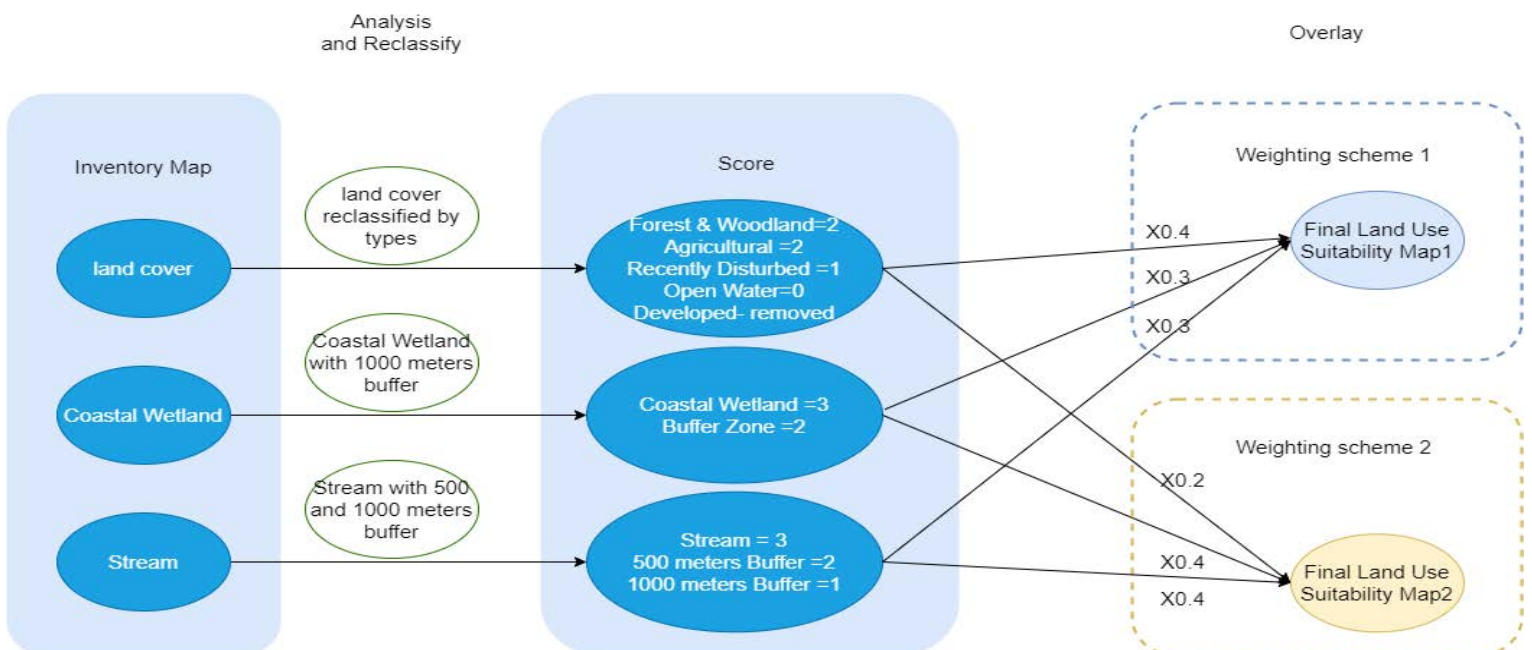 Analysis
and Reclassify
Overlay
Inventory Map
land cover
reclassified by
types
Score
Weighting scheme 1
land cover
Forest & Woodland=2
Agricultural =2
Recently Disturbed =1
Open Water=0
Developed- removed
X0.4
X0.3
X0.3
Final Land Use
Suitability Map1
Coastal Wetland
with 1000 meters
buffer
Coastal Wetland
Coastal Wetland =3
Buffer Zone =2
Weighting scheme 2
Stream with 500
and 1000 meters
buffer
Stream
Stream = 3
500 meters Buffer =2
1000 meters Buffer =1
X0.2
X0.4
X0.4
Final Land Use
Suitability Map2